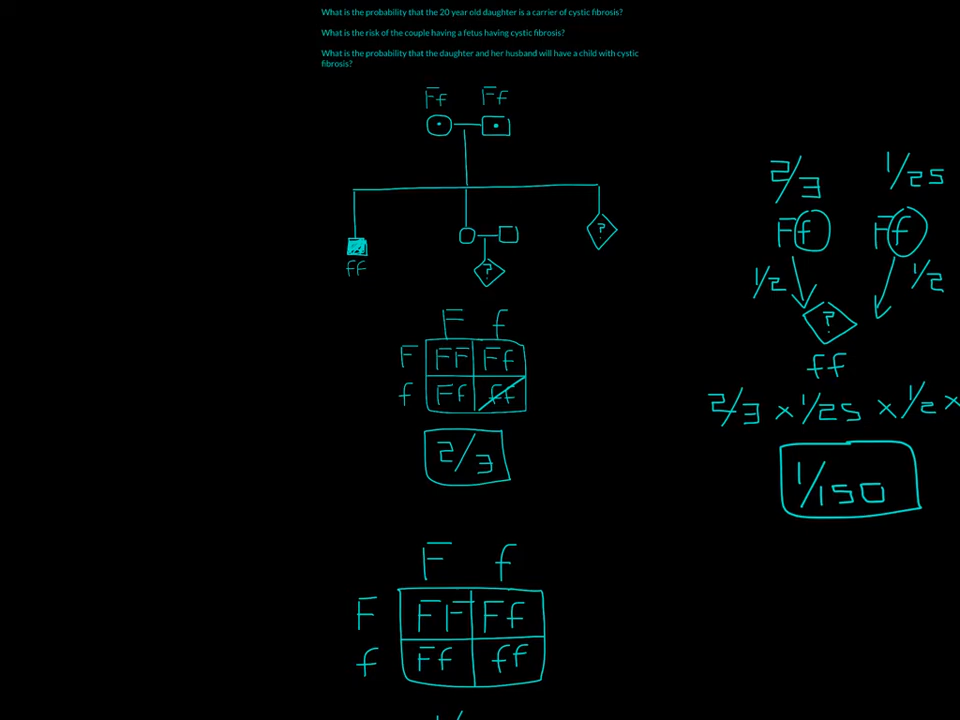 What is the probability that the 20 year old daughter is a carrier of cystic fibrosis?
What is the risk of the couple having a fetus having cystic fibrosis?
What is the probability that the daughter and her husband will have a child with cystic
fibrosis?
Ff Ff
2/3 1/25
Ff Ff
? ?
ff
?
1/2 1/2
?
F f
F FF Ff
f Ff ff
ff
2/3 × 1/25 × 1/2 ×
2/3
1/150
F f
F FF Ff
f Ff ff